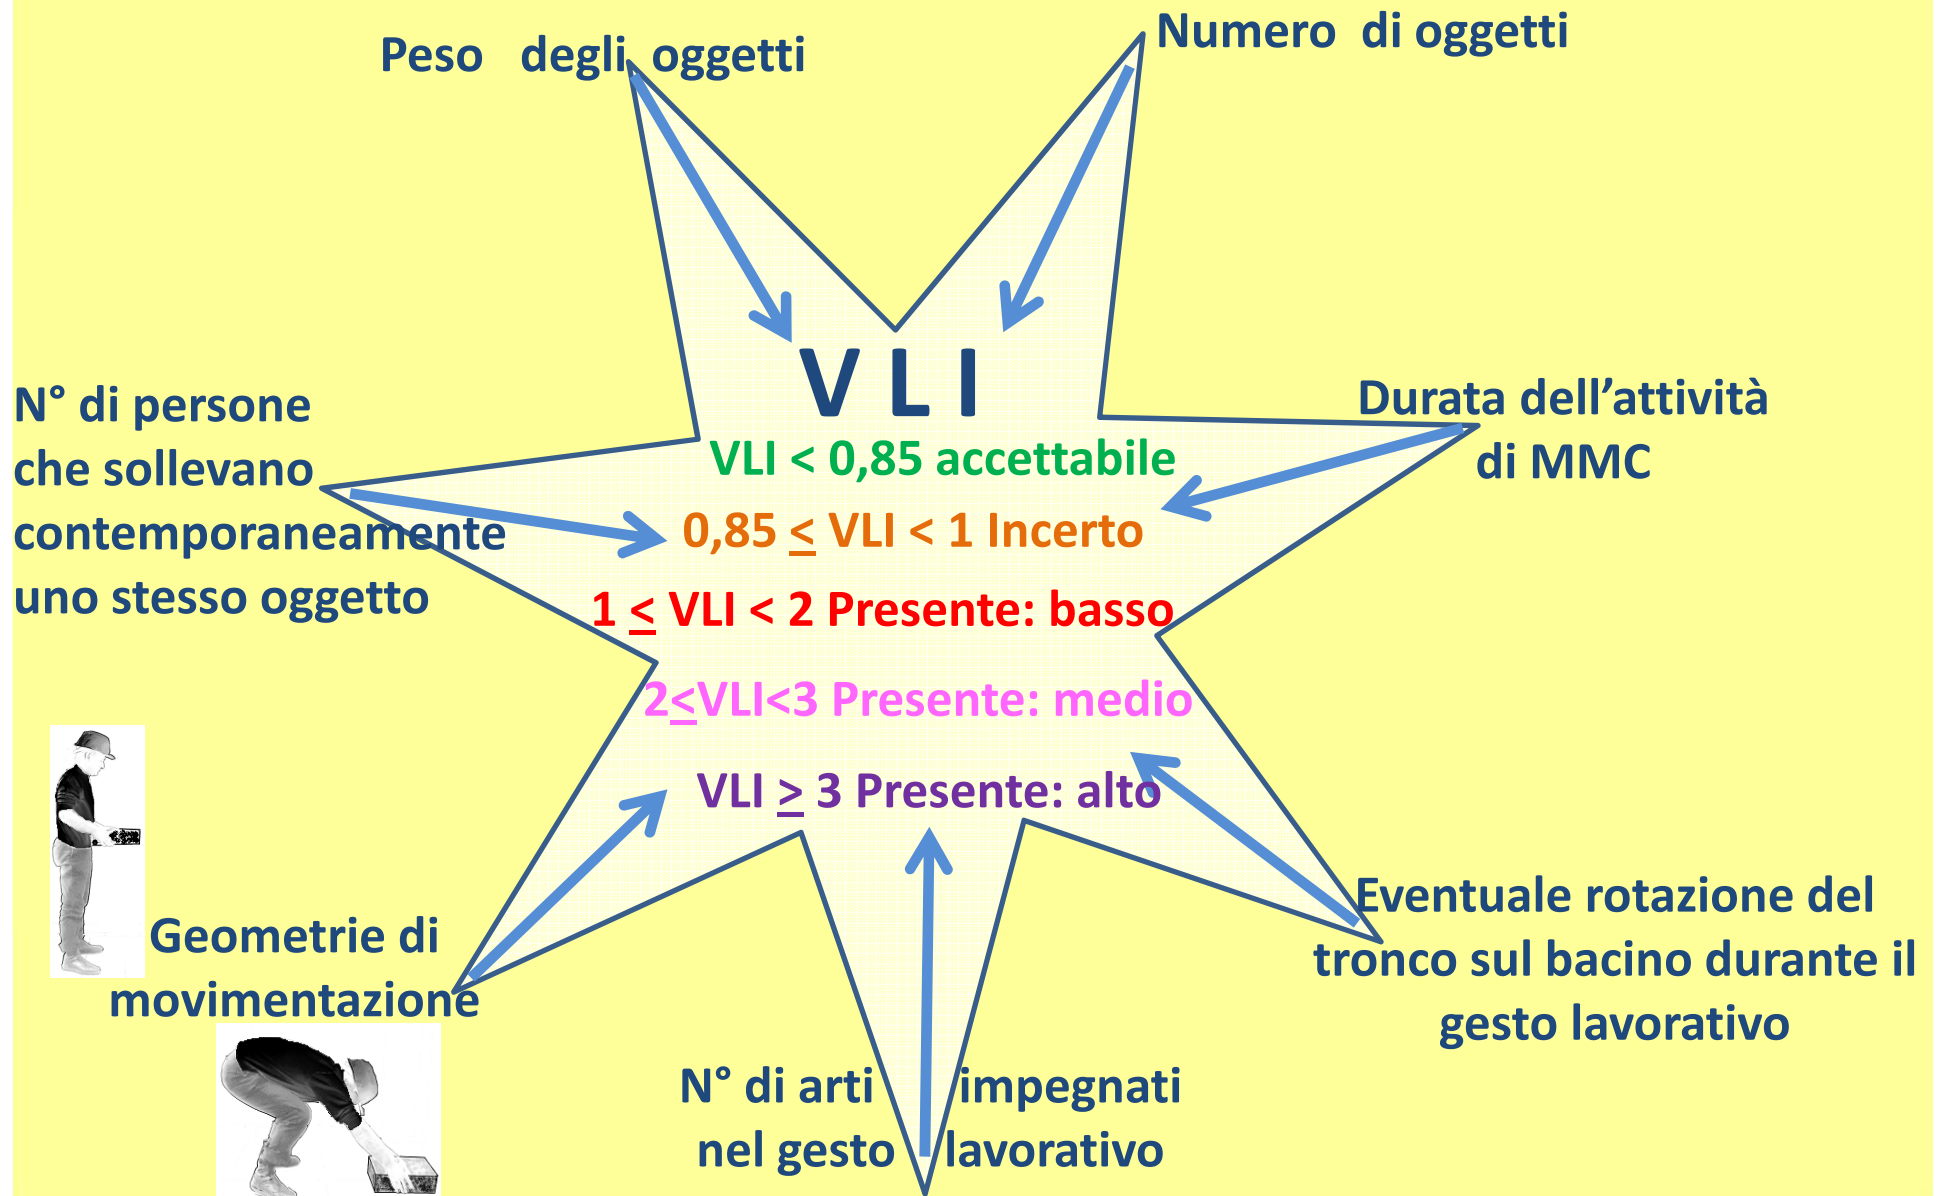 Peso degli oggetti
Numero di oggetti
N° di persone
che sollevano
contemporaneamente
uno stesso oggetto
V L I
VLI < 0,85 accettabile
0,85 ≤ VLI < 1 Incerto
1 ≤ VLI < 2 Presente: basso
2≤VLI<3 Presente: medio
VLI ≥ 3 Presente: alto
Durata dell’attività
di MMC
Geometrie di
movimentazione
N° di arti impegnati
nel gesto lavorativo
Eventuale rotazione del
tronco sul bacino durante il
gesto lavorativo